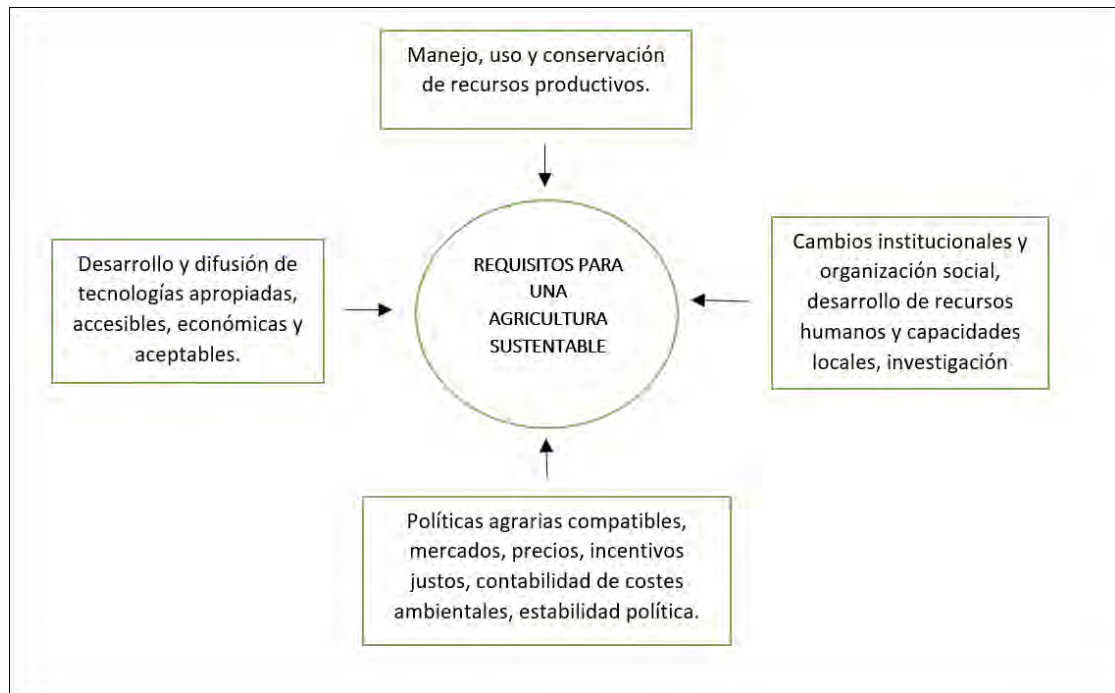 Manejo, uso y conservación
de recursos productivos.
Desarrollo y difusión de
tecnologías apropiadas,
accesibles, económicas y
aceptables.
REQUISITOS PARA
UNA
AGRICULTURA
SUSTENTABLE
Cambios institucionales y
organización social,
desarrollo de recursos
humanos y capacidades
locales, investigación
Políticas agrarias compatibles,
mercados, precios, incentivos
justos, contabilidad de costes
ambientales, estabilidad política.